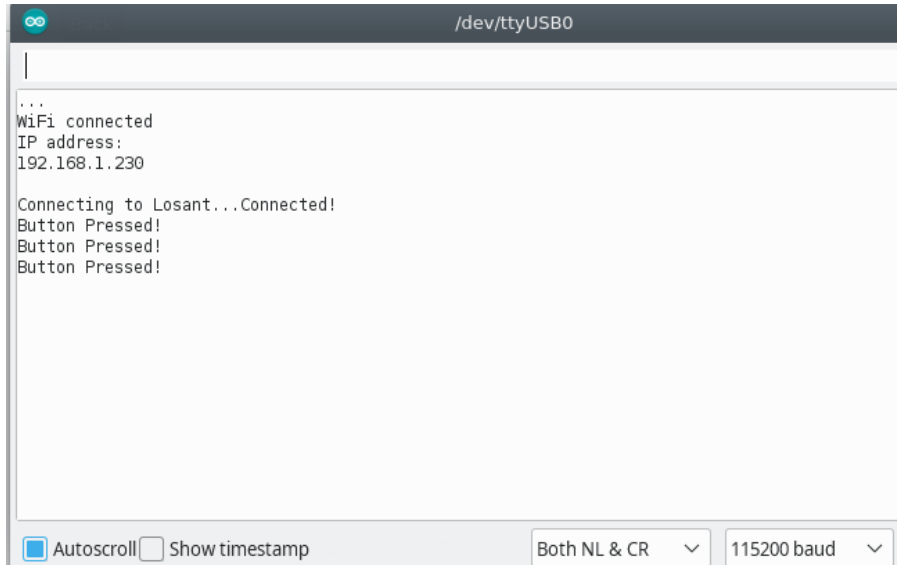 /dev/ttyUSB0
...
WiFi connected
IP address:
192.168.1.230
Connecting to Losant...Connected!
Button Pressed!
Button Pressed!
Button Pressed!
Autoscroll Show timestamp Both NL & CR 115200 baud